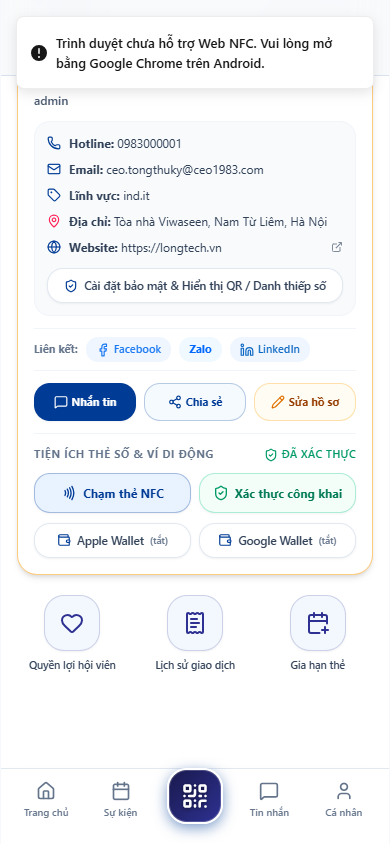 Trình duyệt chưa hỗ trợ Web NFC. Vui lòng mở
bằng Google Chrome trên Android.
admin
Hotline: 0983000001
Email: ceo.tongthuky@ceo1983.com
Lĩnh vực: ind.it
Địa chỉ: Tòa nhà Viwaseen, Nam Từ Liêm, Hà Nội
Website: https://longtech.vn
Cài đặt bảo mật & Hiển thị QR / Danh thiếp số
Liên kết: Facebook Zalo LinkedIn
Nhắn tin Chia sẻ Sửa hồ sơ
TIỆN ÍCH THẺ SỐ & VÍ DI ĐỘNG ĐÃ XÁC THỰC
Chạm thẻ NFC Xác thực công khai
Apple Wallet (tắt) Google Wallet (tắt)
Quyền lợi hội viên Lịch sử giao dịch Gia hạn thẻ
Trang chủ Sự kiện Tin nhắn Cá nhân